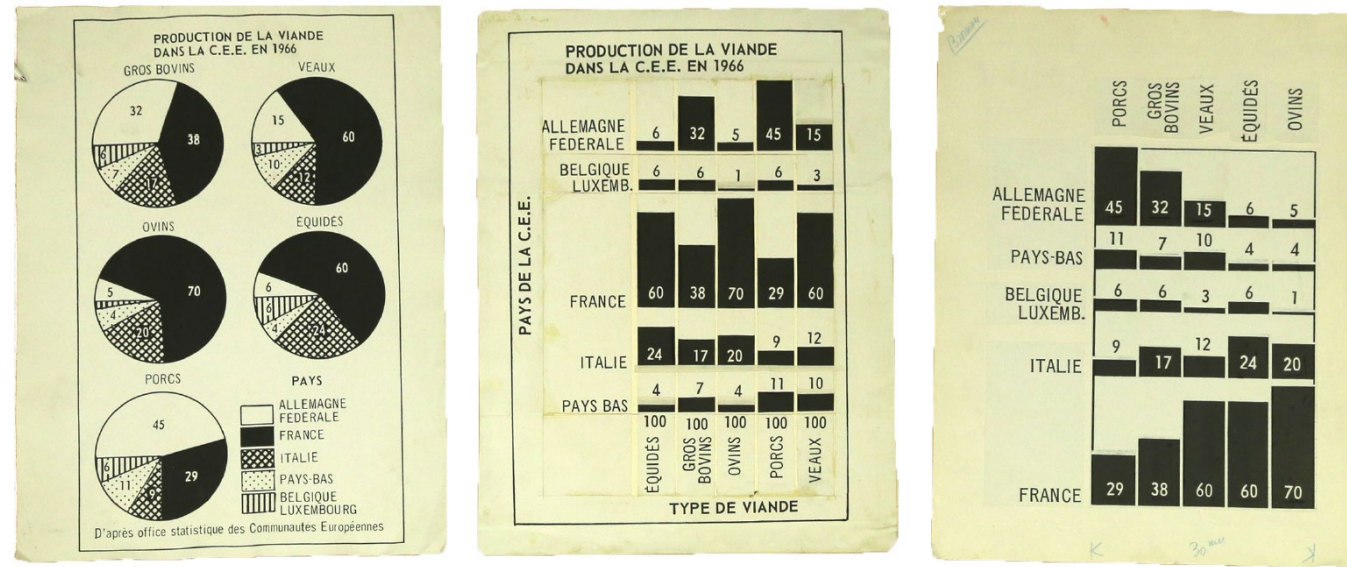 PRODUCTION DE LA VIANDE
DANS LA C.E.E. EN 1966
GROS BOVINS VEAUX
32 38 17 7 6
15 60 12 10 3
OVINS ÉQUIDÉS
5 70 20 4
6 60 24 4 6
PORCS
45 29 9 11 6
PAYS
ALLEMAGNE
FEDERALE
FRANCE
ITALIE
PAYS-BAS
BELGIQUE
LUXEMBOURG
D'après office statistique des Communautes Européennes
PRODUCTION DE LA VIANDE
DANS LA C.E.E. EN 1966
PAYS DE LA C.E.E.
ALLEMAGNE
FEDERALE
6 32 5 45 15
BELGIQUE
LUXEMB.
6 6 1 6 3
FRANCE 60 38 70 29 60
ITALIE 24 17 20 9 12
PAYS BAS 4 7 4 11 10
100 100 100 100 100
ÉQUIDÉS
GROS
BOVINS
OVINS
PORCS
VEAUX
TYPE DE VIANDE
PORCS
GROS
BOVINS
VEAUX
ÉQUIDÉS
OVINS
ALLEMAGNE
FEDERALE
45 32 15 6 5
PAYS-BAS 11 7 10 4 4
BELGIQUE
LUXEMB.
6 6 3 6 1
ITALIE 9 17 12 24 20
FRANCE 29 38 60 60 70